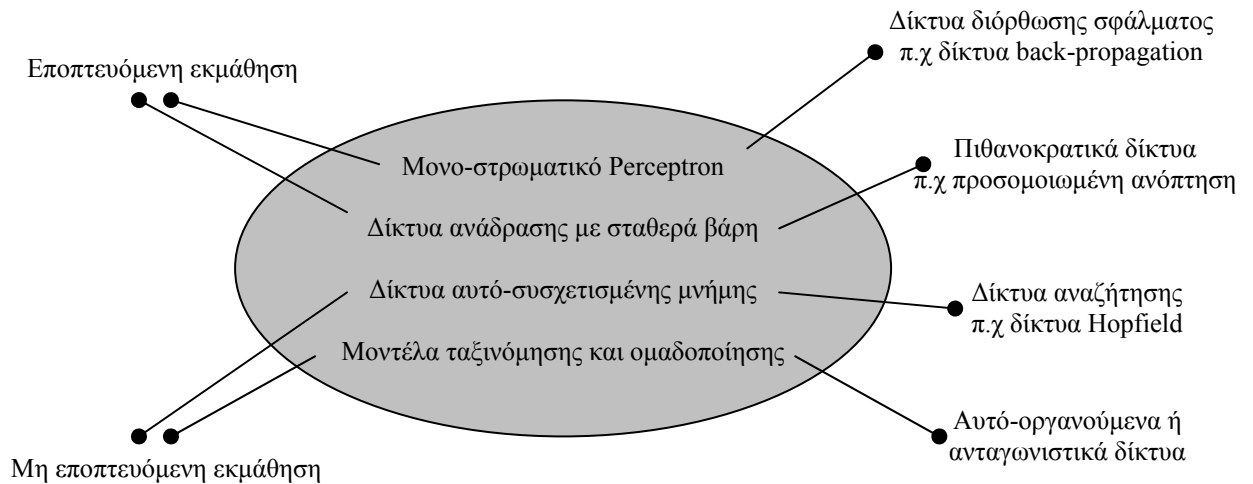 Δίκτυα διόρθωσης σφάλματος
π.χ δίκτυα back-propagation
Εποπτευόμενη εκμάθηση
Μονο-στρωματικό Perceptron
Πιθανοκρατικά δίκτυα
π.χ προσομοιωμένη ανόπτηση
Δίκτυα ανάδρασης με σταθερά βάρη
Δίκτυα αυτό-συσχετισμένης μνήμης
Δίκτυα αναζήτησης
π.χ δίκτυα Hopfield
Μοντέλα ταξινόμησης και ομαδοποίησης
Αυτό-οργανούμενα ή
ανταγωνιστικά δίκτυα
Μη εποπτευόμενη εκμάθηση